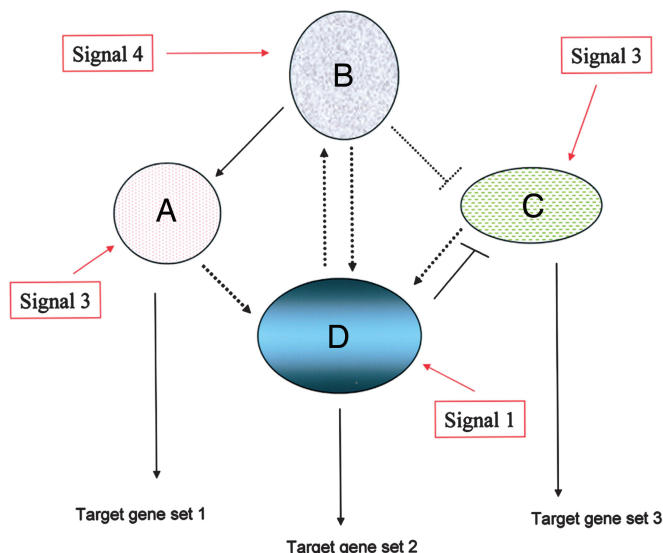 Signal 4
B
Signal 3
A
C
Signal 3
D
Signal 1
Target gene set 1
Target gene set 3
Target gene set 2